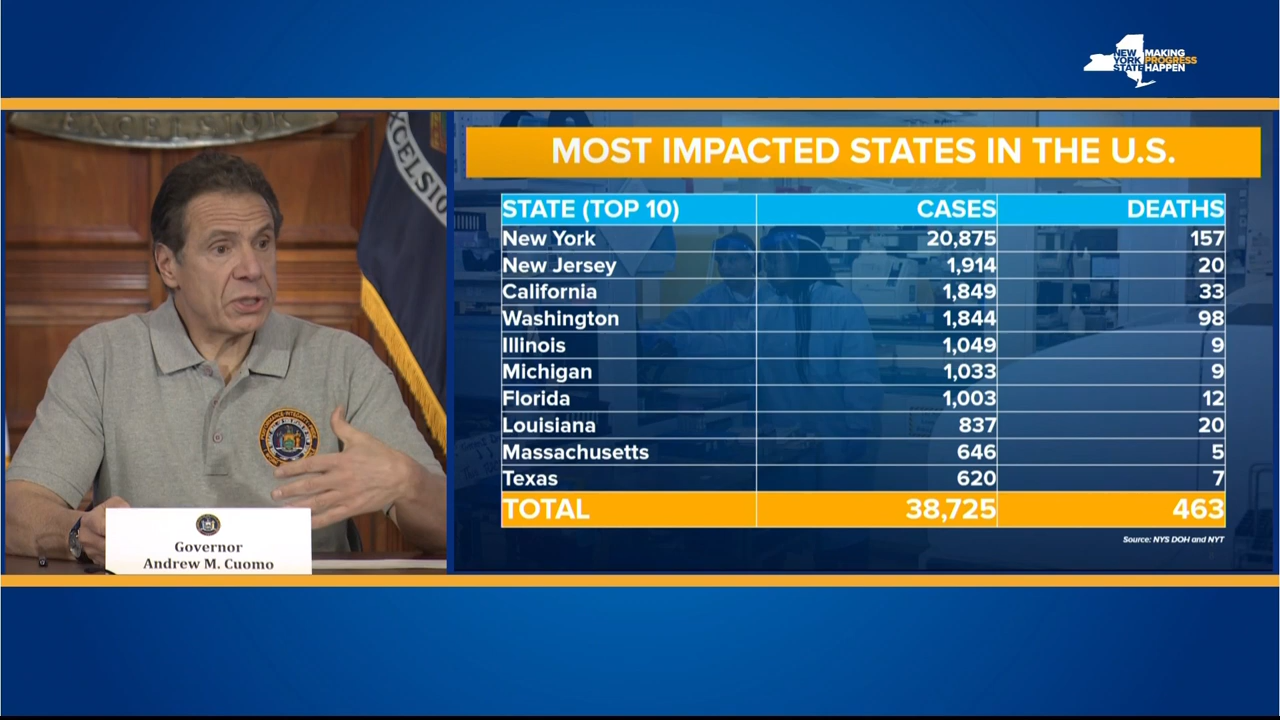 NEW
YORK
STATE
MAKING
PROGRESS
HAPPEN
EXCELSIOR
MOST IMPACTED STATES IN THE U.S.
STATE (TOP 10) CASES DEATHS
New York 20,875 157
New Jersey 1,914 20
California 1,849 33
Washington 1,844 98
Illinois 1,049 9
Michigan 1,033 9
Florida 1,003 12
Louisiana 837 20
Massachusetts 646 5
Texas 620 7
TOTAL 38,725 463
Source: NYS DOH and NYT
Governor
Andrew M. Cuomo